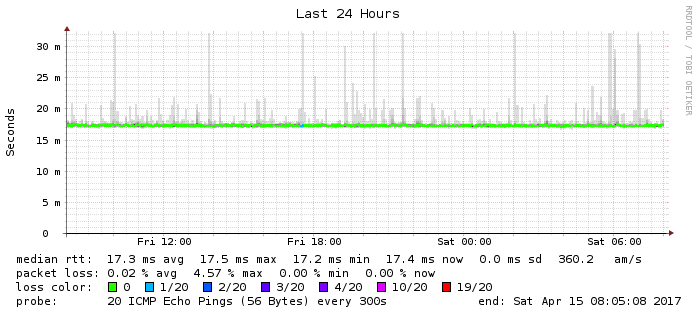 Last 24 Hours
RRDTOOL / TOBI OETIKER
Seconds
30 m
25 m
20 m
15 m
10 m
5 m
0
Fri 12:00 Fri 18:00 Sat 00:00 Sat 06:00
median rtt: 17.3 ms avg 17.5 ms max 17.2 ms min 17.4 ms now 0.0 ms sd 360.2 am/s
packet loss: 0.02 % avg 4.57 % max 0.00 % min 0.00 % now
loss color: 0 1/20 2/20 3/20 4/20 10/20 19/20
probe: 20 ICMP Echo Pings (56 Bytes) every 300s end: Sat Apr 15 08:05:08 2017